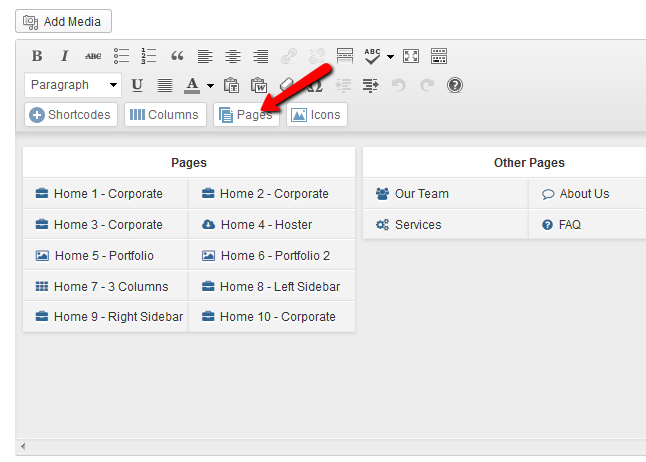 Add Media
B I ABC ABC
Paragraph U A T W Ω
Shortcodes Columns Pages Icons
Pages
Home 1 - Corporate Home 2 - Corporate
Home 3 - Corporate Home 4 - Hoster
Home 5 - Portfolio Home 6 - Portfolio 2
Home 7 - 3 Columns Home 8 - Left Sidebar
Home 9 - Right Sidebar Home 10 - Corporate
Other Pages
Our Team About Us
Services FAQ